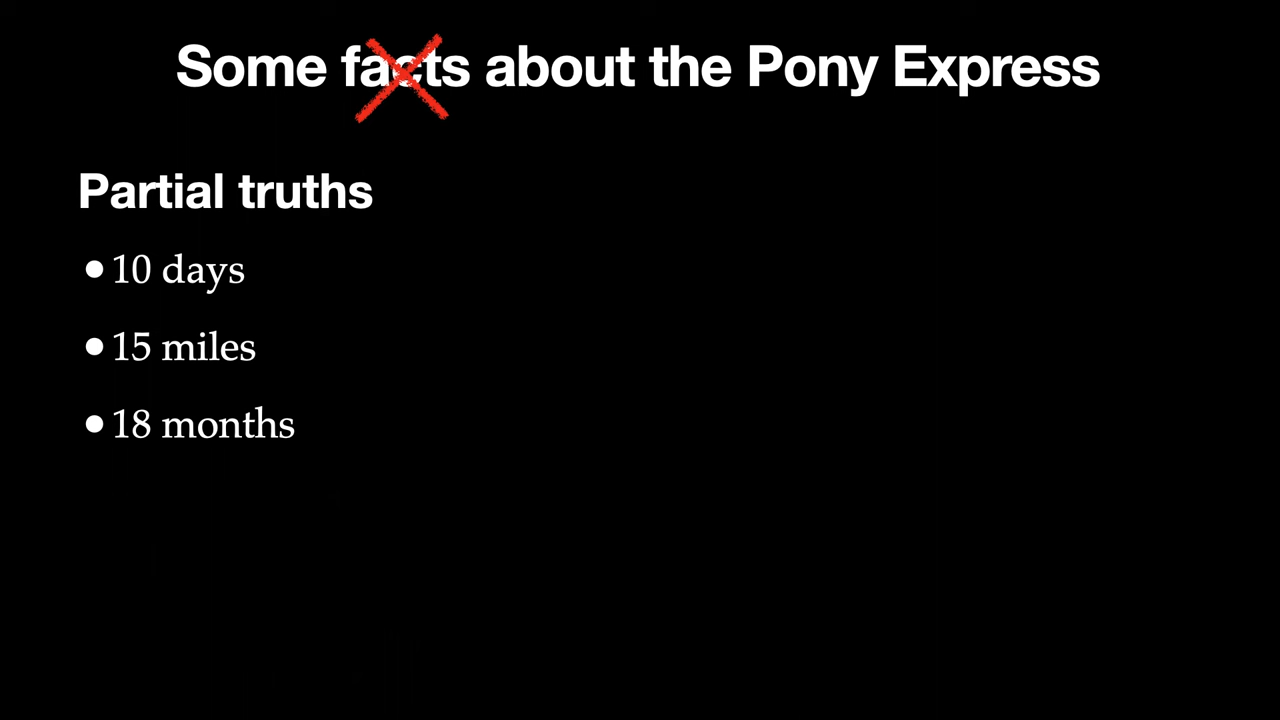 Some facts about the Pony Express
Partial truths
• 10 days
• 15 miles
• 18 months